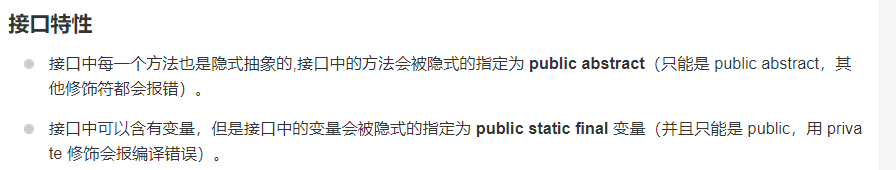 接口特性
接口中每一个方法也是隐式抽象的,接口中的方法会被隐式的指定为 public abstract（只能是 public abstract，其
他修饰符都会报错）。
接口中可以含有变量，但是接口中的变量会被隐式的指定为 public static final 变量（并且只能是 public，用 priva
te 修饰会报编译错误）。